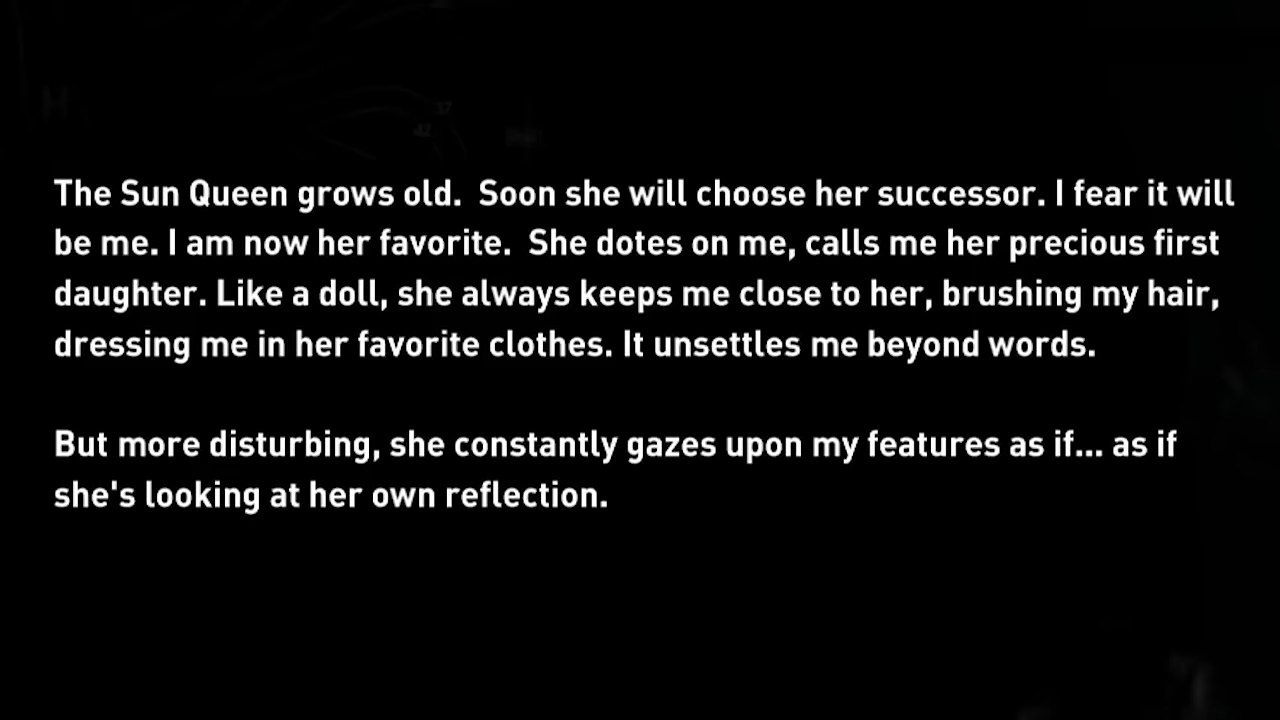 The Sun Queen grows old.  Soon she will choose her successor. I fear it will
be me. I am now her favorite.  She dotes on me, calls me her precious first
daughter. Like a doll, she always keeps me close to her, brushing my hair,
dressing me in her favorite clothes. It unsettles me beyond words.
But more disturbing, she constantly gazes upon my features as if... as if
she's looking at her own reflection.